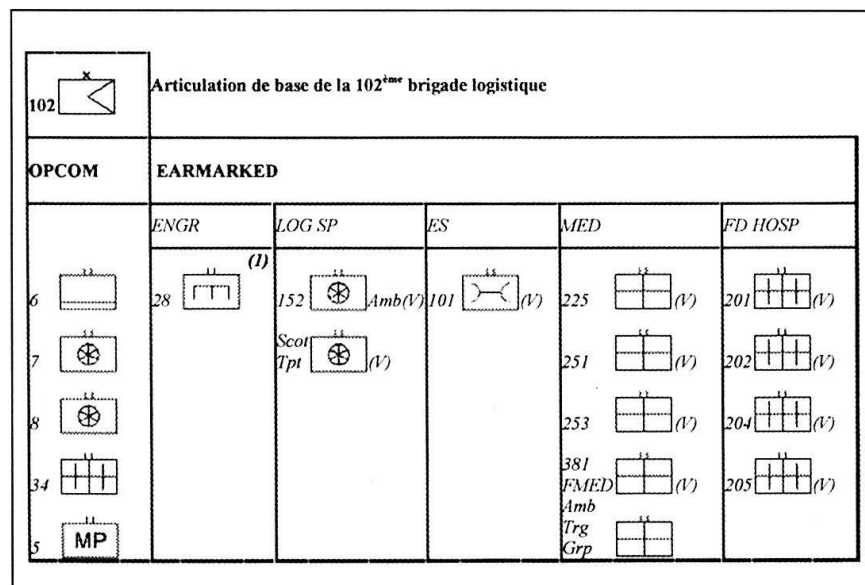 x
102
Articulation de base de la 102ème brigade logistique
OPCOM
EARMARKED
ENGR
LOG SP
ES
MED
FD HOSP
6
(1)
28
152
Amb(V)
101
(V)
225
(V)
201
(V)
7
Scot
Tpt
(V)
251
(V)
202
(V)
8
253
(V)
204
(V)
34
381
FMED
(V)
Amb
Trg
Grp
205
(V)
5
MP